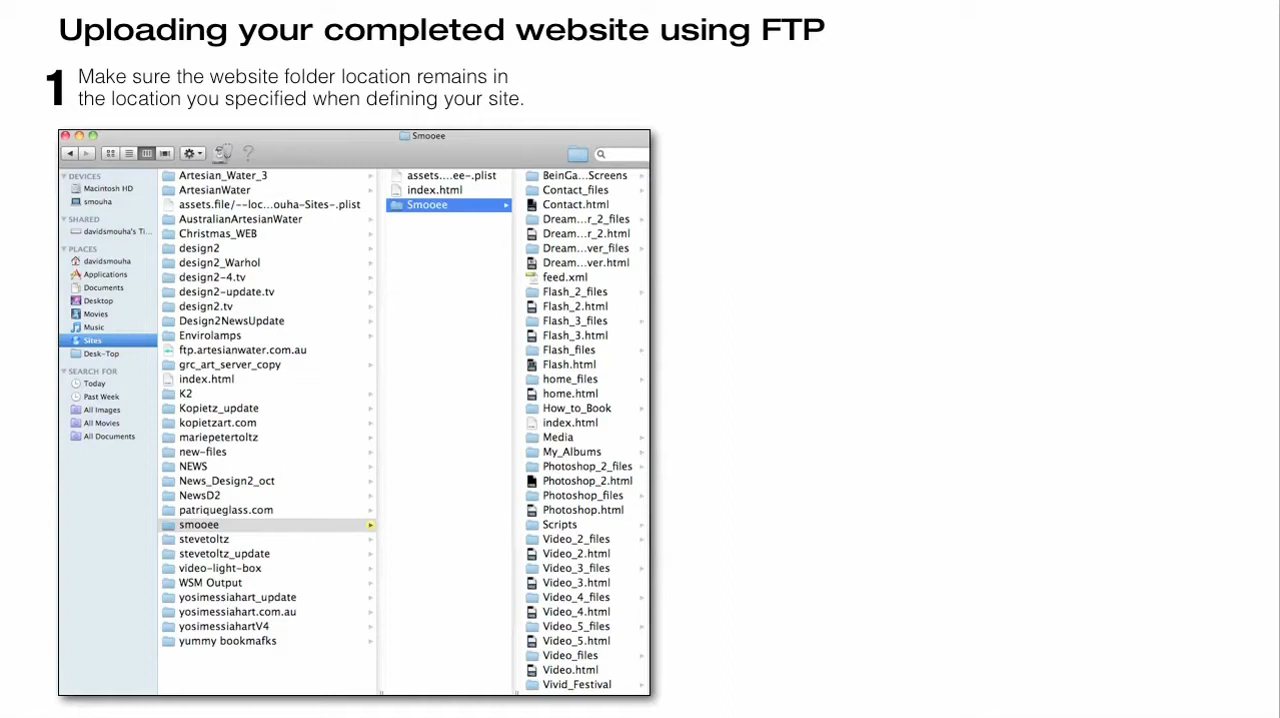 Uploading your completed website using FTP
1 Make sure the website folder location remains in
the location you specified when defining your site.
Smooee
DEVICES
Macintosh HD
smouha
SHARED
davidsmouha's Ti...
PLACES
davidsmouha
Applications
Documents
Desktop
Movies
Music
Sites
Desk-Top
SEARCH FOR
Today
Past Week
All Images
All Movies
All Documents
Artesian_Water_3
ArtesianWater
assets.file/--loc...ouha-Sites-.plist
AustralianArtesianWater
Christmas_WEB
design2
design2_Warhol
design2-4.tv
design2-update.tv
design2.tv
Design2NewsUpdate
Envirolamps
ftp.artesianwater.com.au
grc_art_server_copy
index.html
K2
Kopietz_update
kopietzart.com
mariepetertoltz
new-files
NEWS
News_Design2_oct
NewsD2
patriqueglass.com
smooee
stevetoltz
stevetoltz_update
video-light-box
WSM Output
yosimessiahart_update
yosimessiahart.com.au
yosimessiahartV4
yummy bookmafks
assets....ee-.plist
index.html
Smooee
BeinGa...Screens
Contact_files
Contact.html
Dream...r_2_files
Dream...r_2.html
Dream...ver_files
Dream...ver.html
feed.xml
Flash_2_files
Flash_2.html
Flash_3_files
Flash_3.html
Flash_files
Flash.html
home_files
home.html
How_to_Book
index.html
Media
My_Albums
Photoshop_2_files
Photoshop_2.html
Photoshop_files
Photoshop.html
Scripts
Video_2_files
Video_2.html
Video_3_files
Video_3.html
Video_4_files
Video_4.html
Video_5_files
Video_5.html
Video_files
Video.html
Vivid_Festival